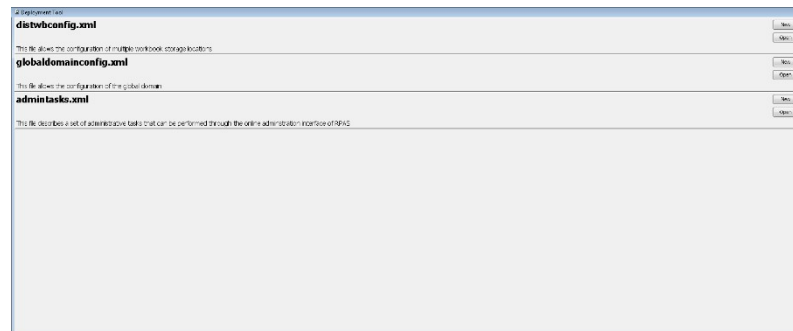 Deployment Tool
distwbconfig.xml
New
Open
This file allows the configuration of multiple workbook storage locations
globaldomainconfig.xml
New
Open
This file allows the configuration of the global domain
admintasks.xml
New
Open
This file describes a set of administrative tasks that can be performed through the online administration interface of RPAS